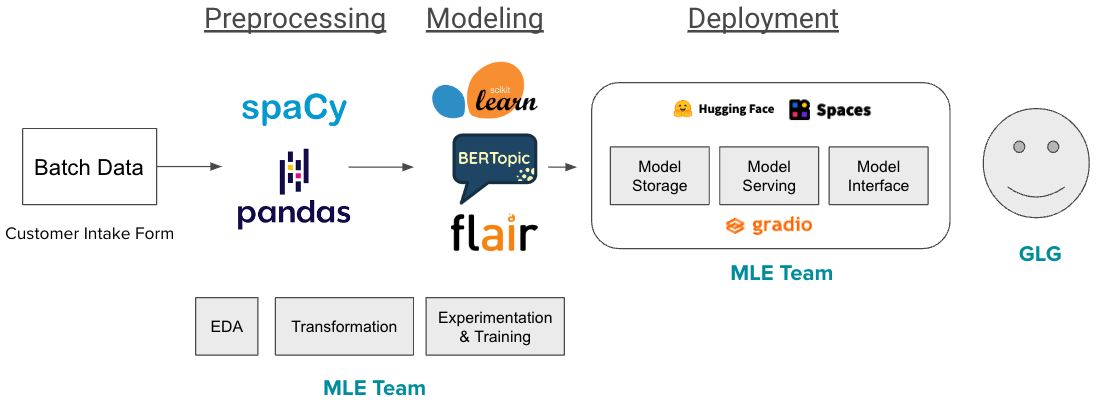 Preprocessing
Modeling
Deployment
Batch Data
Customer Intake Form
spaCy
pandas
scikit
learn
BERTopic
flair
Hugging Face
Spaces
Model
Storage
Model
Serving
Model
Interface
gradio
MLE Team
GLG
EDA
Transformation
Experimentation
& Training
MLE Team